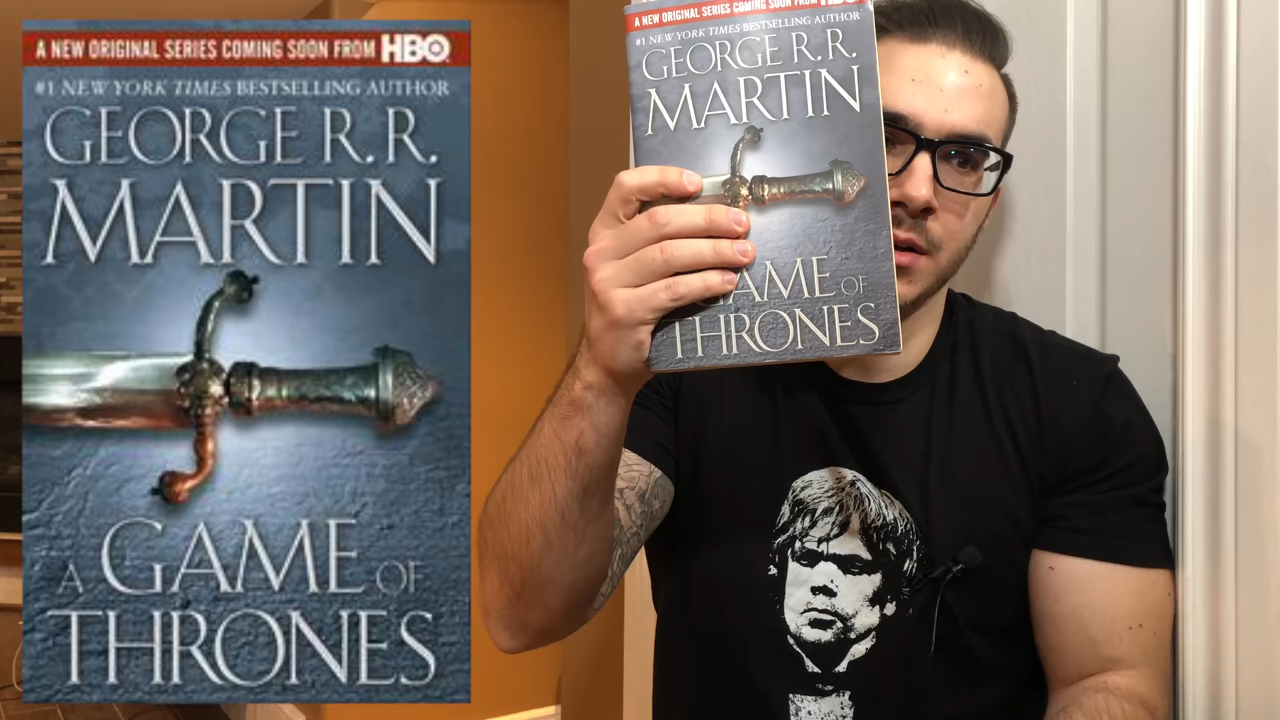 A NEW ORIGINAL SERIES COMING SOON FROM HBO
#1 NEW YORK TIMES BESTSELLING AUTHOR
GEORGE R. R.
MARTIN
A GAME OF
THRONES
A NEW ORIGINAL SERIES COMING SOON FROM HBO
#1 NEW YORK TIMES BESTSELLING AUTHOR
GEORGE R. R.
MARTIN
GAME OF
THRONES